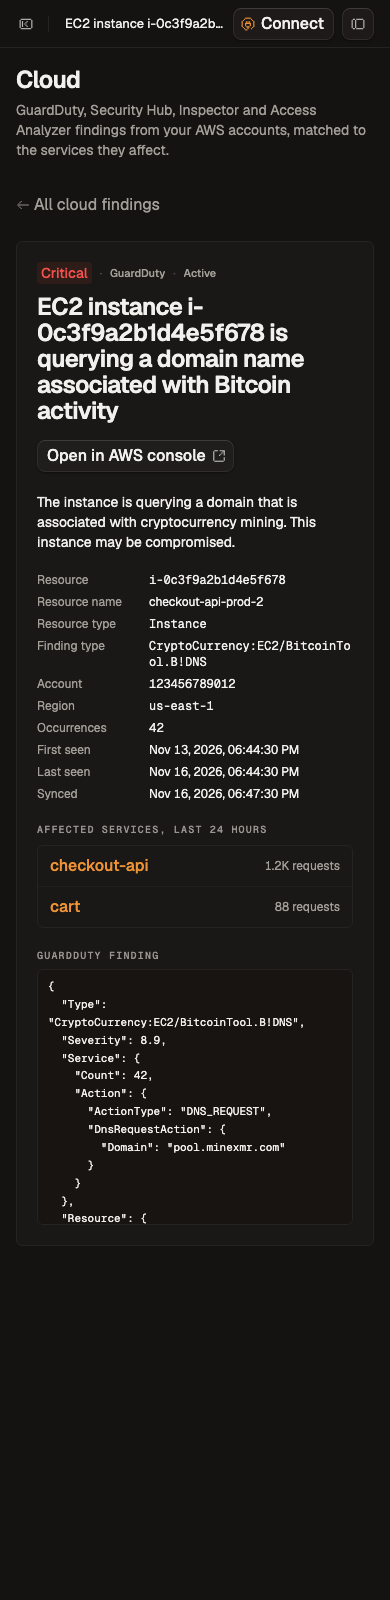 EC2 instance i-0c3f9a2b...
Connect
Cloud
GuardDuty, Security Hub, Inspector and Access
Analyzer findings from your AWS accounts, matched to
the services they affect.
← All cloud findings
Critical · GuardDuty · Active
EC2 instance i-
0c3f9a2b1d4e5f678 is
querying a domain name
associated with Bitcoin
activity
Open in AWS console
The instance is querying a domain that is
associated with cryptocurrency mining. This
instance may be compromised.
Resource i-0c3f9a2b1d4e5f678
Resource name checkout-api-prod-2
Resource type Instance
Finding type CryptoCurrency:EC2/BitcoinTo
ol.B!DNS
Account 123456789012
Region us-east-1
Occurrences 42
First seen Nov 13, 2026, 06:44:30 PM
Last seen Nov 16, 2026, 06:44:30 PM
Synced Nov 16, 2026, 06:47:30 PM
AFFECTED SERVICES, LAST 24 HOURS
checkout-api 1.2K requests
cart 88 requests
GUARDDUTY FINDING
{
"Type":
"CryptoCurrency:EC2/BitcoinTool.B!DNS",
"Severity": 8.9,
"Service": {
"Count": 42,
"Action": {
"ActionType": "DNS_REQUEST",
"DnsRequestAction": {
"Domain": "pool.minexmr.com"
}
}
},
"Resource": {